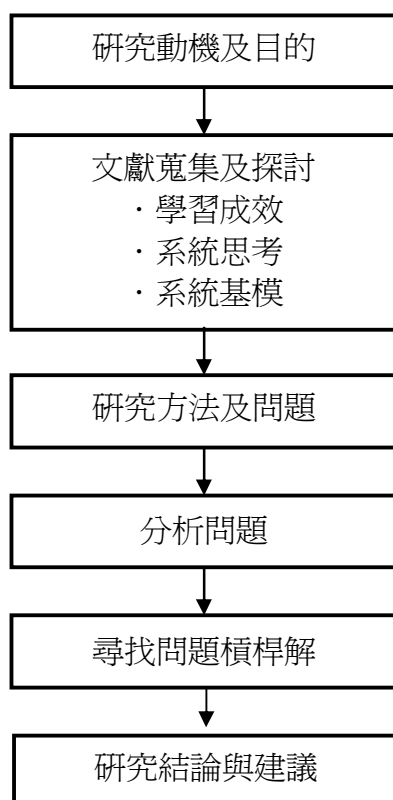 研究動機及目的
文獻蒐集及探討
．學習成效
．系統思考
．系統基模
研究方法及問題
分析問題
尋找問題槓桿解
研究結論與建議